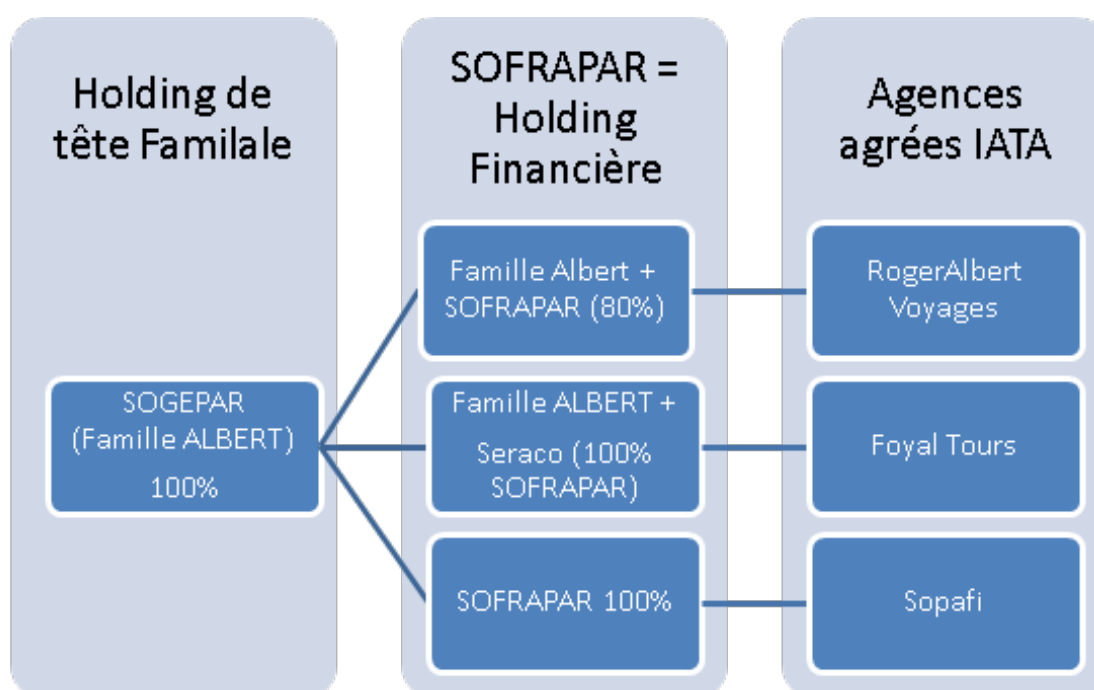 Holding de
tête Familale
SOGEPAR
(Famille ALBERT)
100%
SOFRAPAR =
Holding
Financière
Famille Albert +
SOFRAPAR (80%)
Famille ALBERT +
Seraco (100%
SOFRAPAR)
SOFRAPAR 100%
Agences
agrées IATA
RogerAlbert
Voyages
Foyal Tours
Sopafi